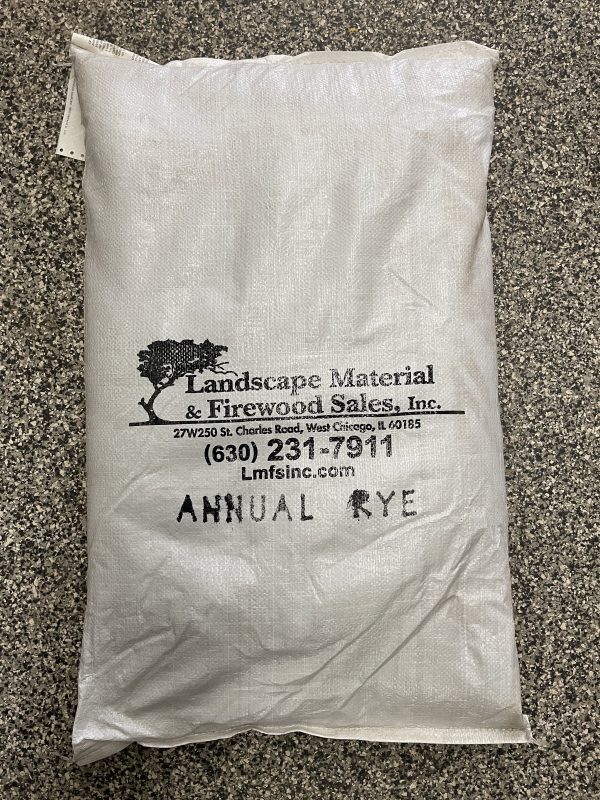 Landscape Material
& Firewood Sales, Inc.
27W250 St. Charles Road, West Chicago, IL 60185
(630) 231-7911
Lmfsinc.com
ANNUAL RYE